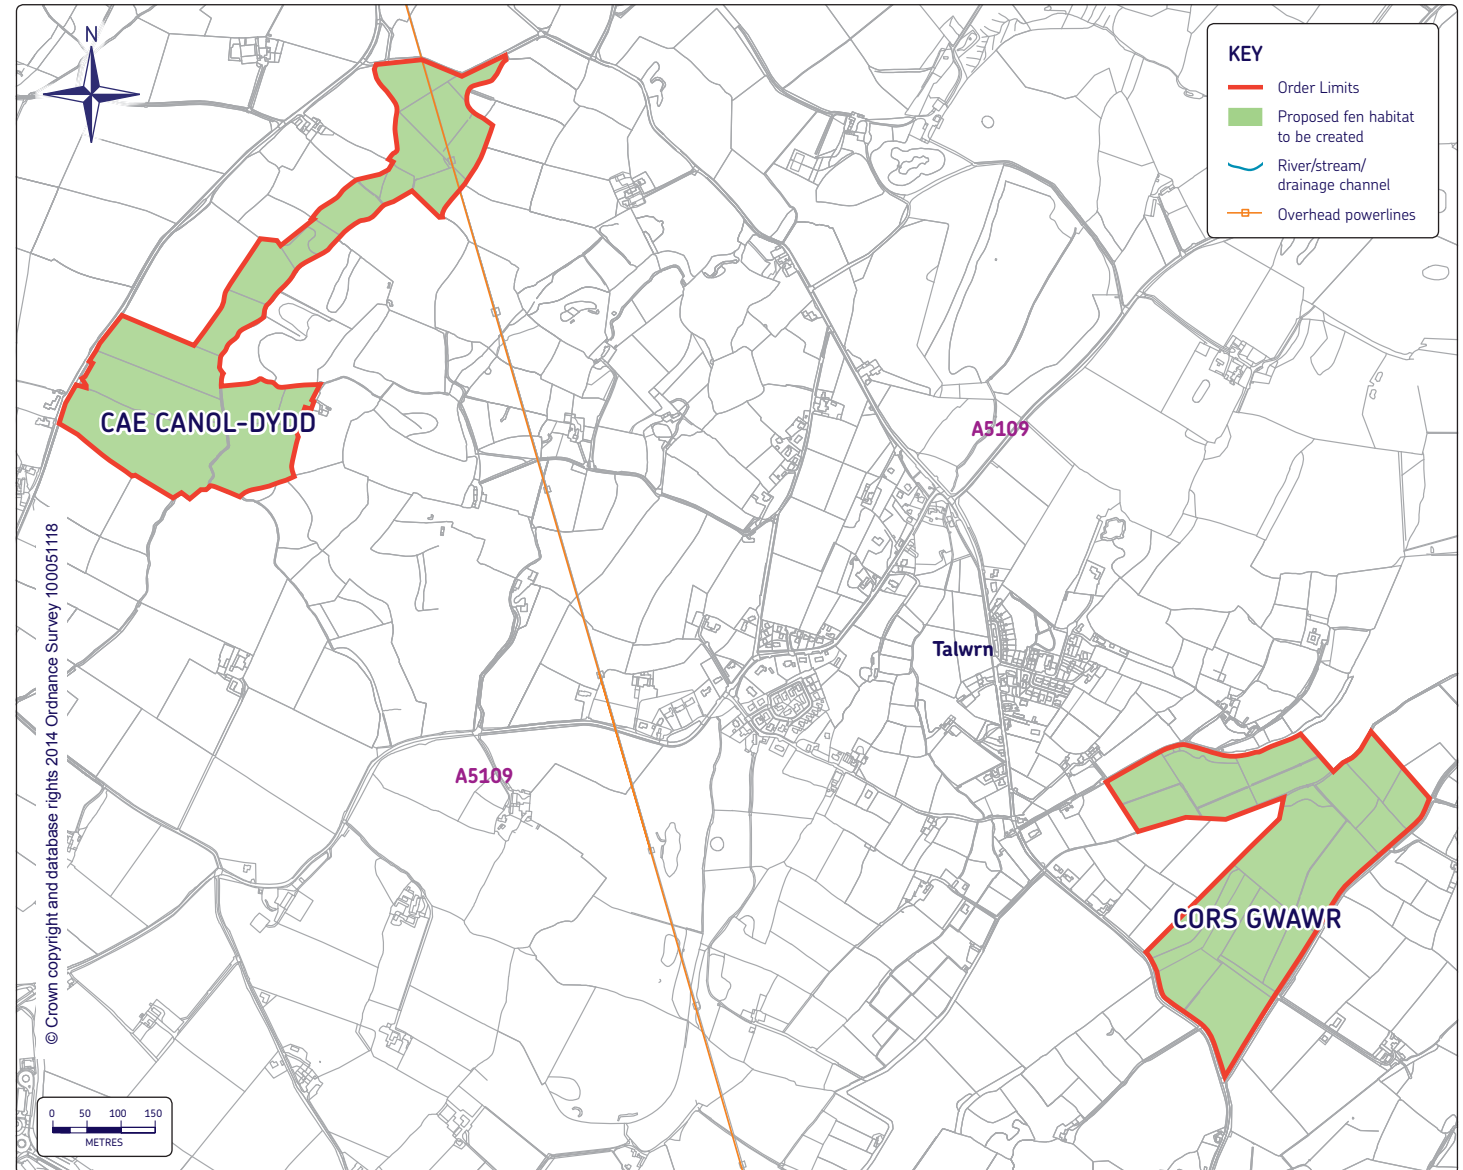 N
KEY
Order Limits
Proposed fen habitat
to be created
River/stream/
drainage channel
Overhead powerlines
CAE CANOL-DYDD
A5109
Talwrn
A5109
CORS GWAWR
© Crown copyright and database rights 2014 Ordnance Survey 100051118
0 50 100 150
METRES